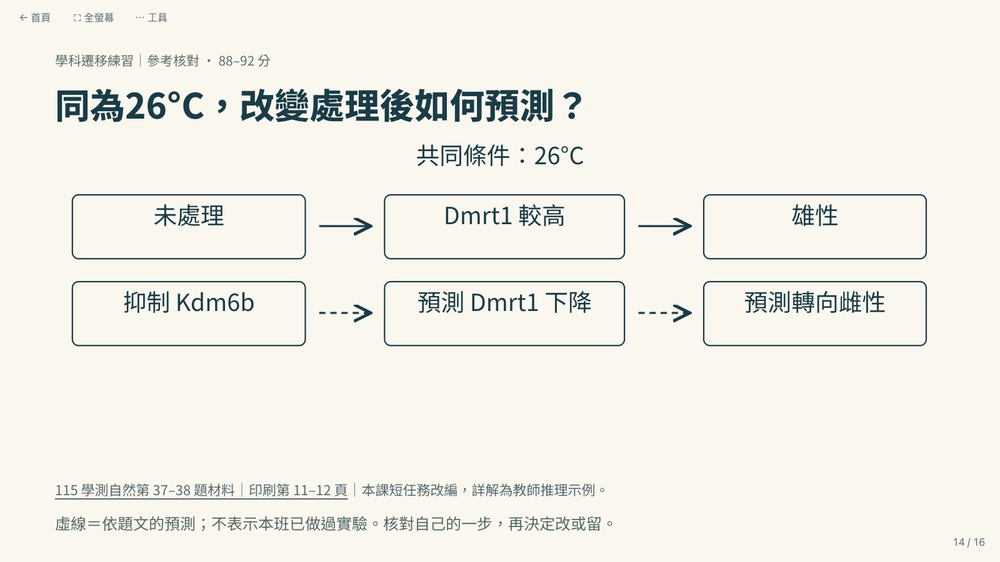 ← 首頁 ⛶ 全螢幕 ⋯ 工具
學科遷移練習｜參考核對 · 88–92 分
同為26°C，改變處理後如何預測？
共同條件：26°C
未處理 Dmrt1 較高 雄性
抑制 Kdm6b 預測 Dmrt1 下降 預測轉向雌性
115 學測自然第 37–38 題材料｜印刷第 11–12 頁｜本課短任務改編，詳解為教師推理示例。
虛線＝依題文的預測；不表示本班已做過實驗。核對自己的一步，再決定改或留。
14 / 16